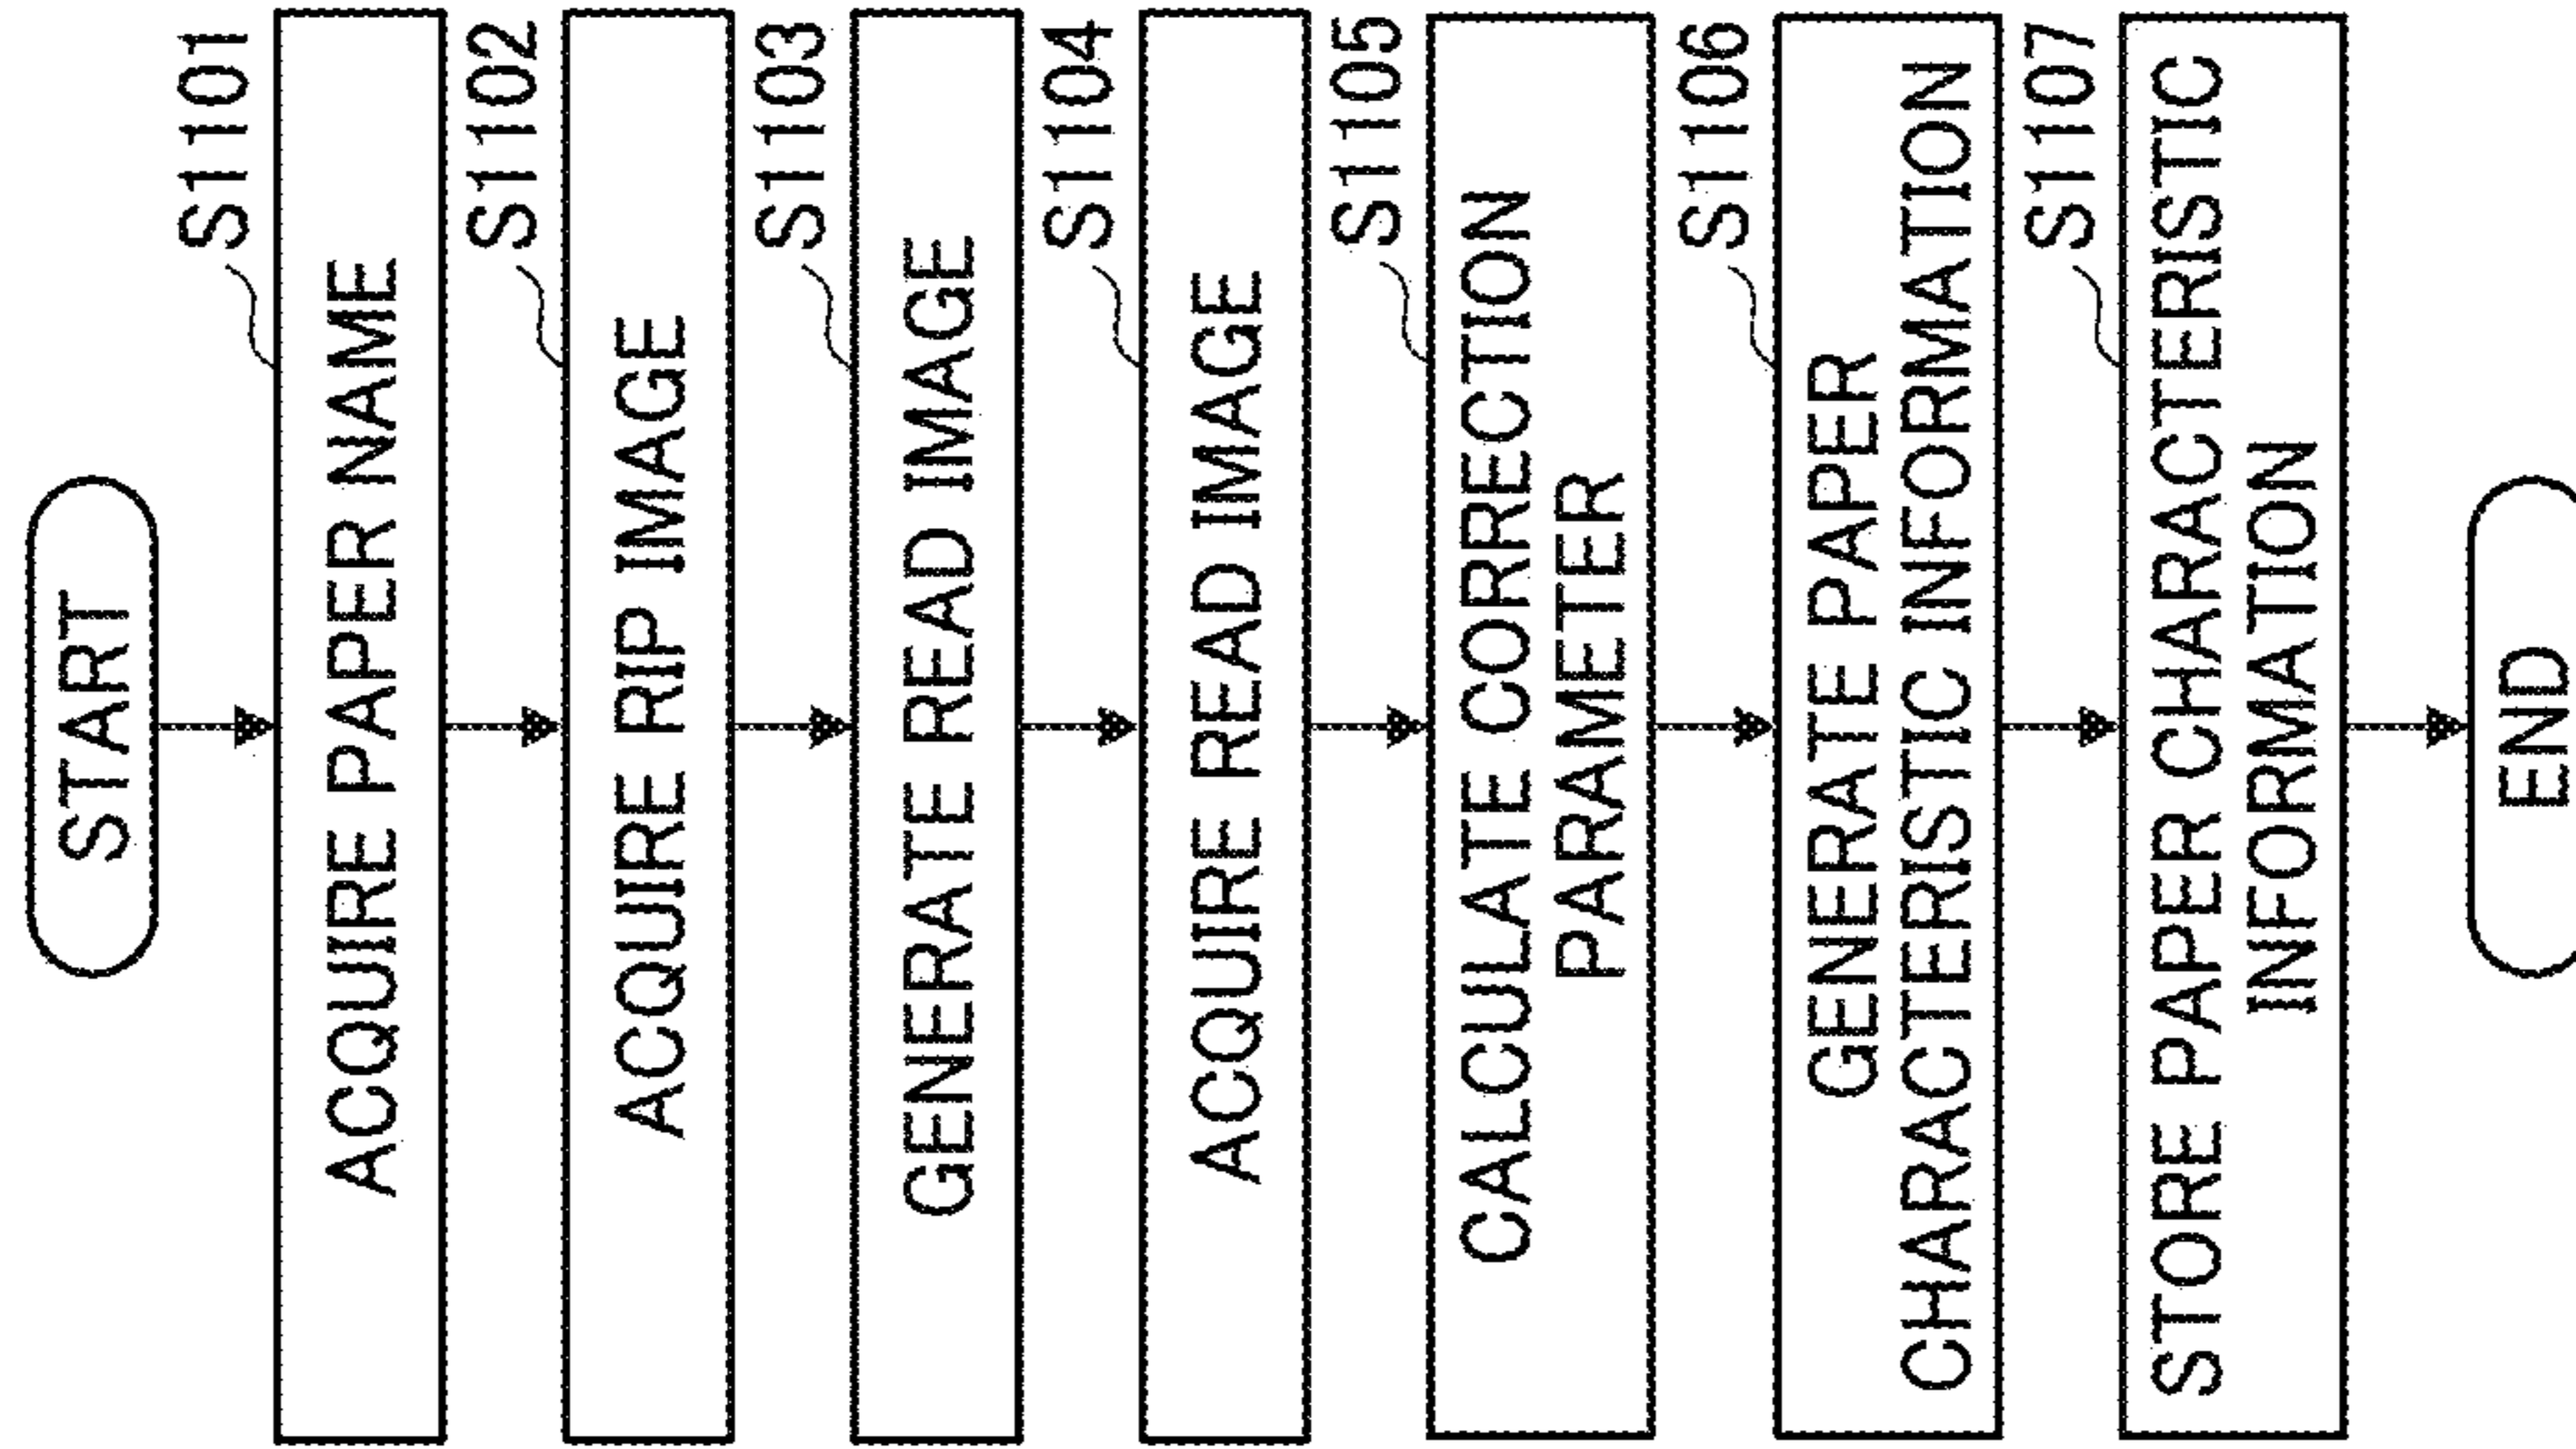 START
S1101
ACQUIRE PAPER NAME
S1102
ACQUIRE RIP IMAGE
S1103
GENERATE READ IMAGE
S1104
ACQUIRE READ IMAGE
S1105
CALCULATE CORRECTION
PARAMETER
S1106
GENERATE PAPER
CHARACTERISTIC INFORMATION
S1107
STORE PAPER CHARACTERISTIC
INFORMATION
END